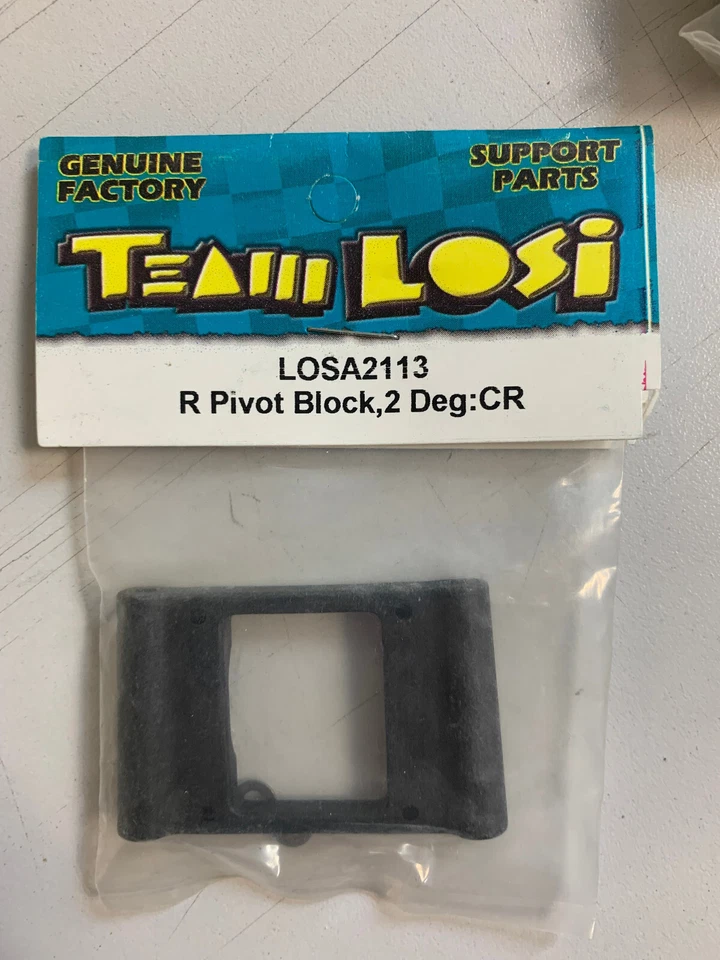 GENUINE FACTORY
SUPPORT PARTS
TEAM LOSI
LOSA2113
R Pivot Block,2 Deg:CR